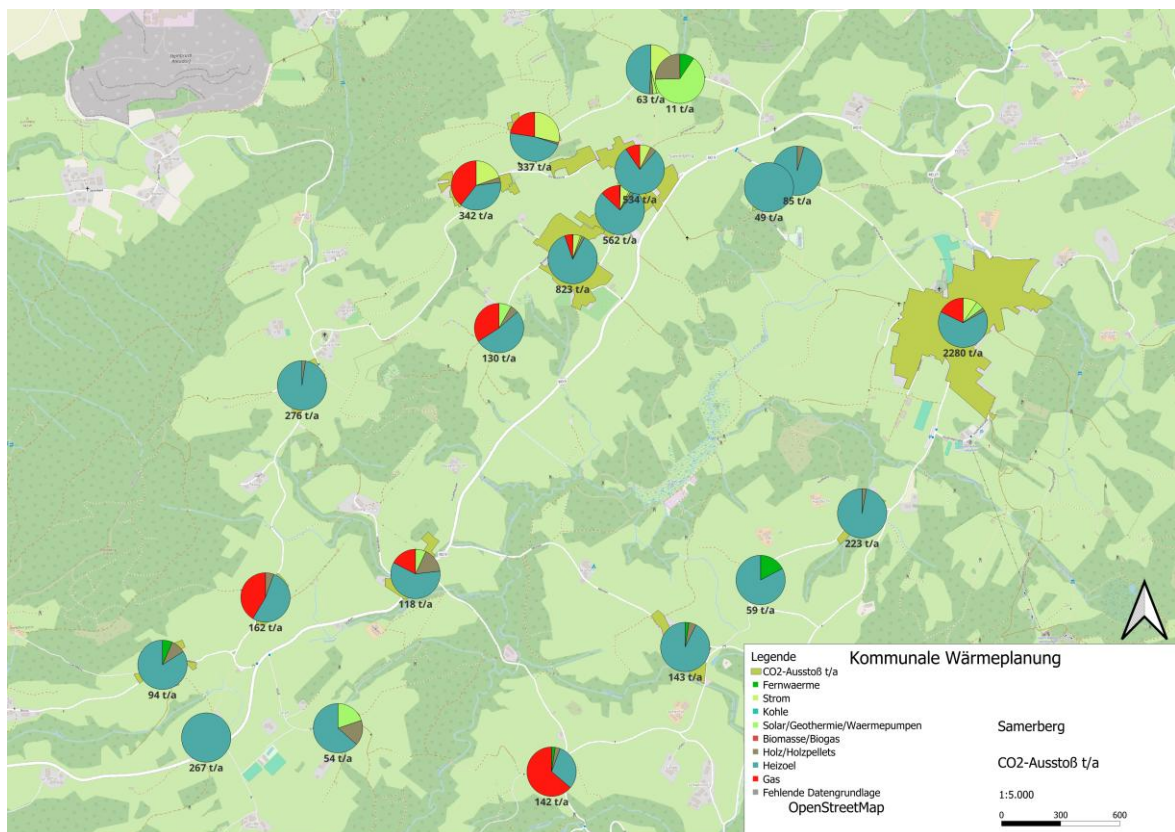 63 t/a
11 t/a
337 t/a
534 t/a
342 t/a
562 t/a
85 t/a
49 t/a
823 t/a
130 t/a
2280 t/a
276 t/a
223 t/a
118 t/a
59 t/a
162 t/a
143 t/a
94 t/a
54 t/a
267 t/a
142 t/a
Legende
Kommunale Wärmeplanung
CO2-Ausstoß t/a
Fernwaerme
Strom
Kohle
Solar/Geothermie/Waermepumpen
Biomasse/Biogas
Holz/Holzpellets
Heizoel
Gas
Fehlende Datengrundlage
OpenStreetMap
Samerberg
CO2-Ausstoß t/a
1:5.000
0 300 600